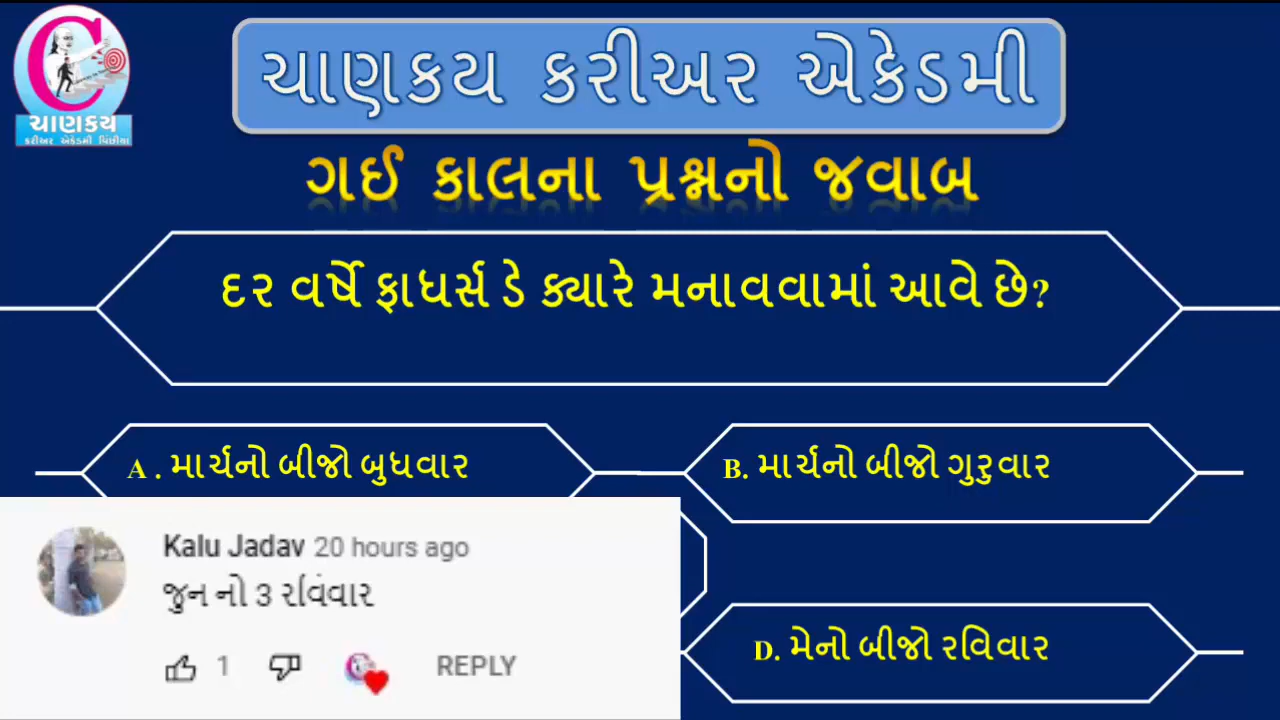 C
ચાણકય
કરીઅર એકેડમી વિંછીયા
ચાણકય કરીઅર એકેડમી
ગઈ કાલના પ્રશ્નનો જવાબ
દર વર્ષે ફાધર્સ ડે ક્યારે મનાવવામાં આવે છે?
A . માર્ચનો બીજો બુધવાર
B. માર્ચનો બીજો ગુરુવાર
Kalu Jadav 20 hours ago
જુન નો 3 રવિંવાર
1
REPLY
D. મેનો બીજો રવિવાર